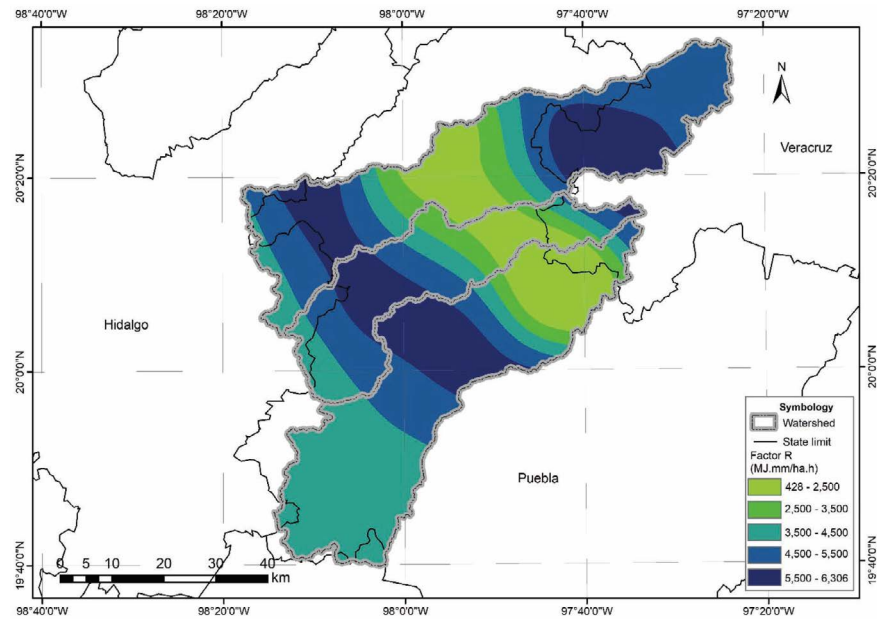 98°40'0"W 98°20'0"W 98°0'0"W 97°40'0"W 97°20'0"W
N
Veracruz
20°20'0"N 20°20'0"N
Hidalgo
20°0'0"N 20°0'0"N
Puebla
Symbology
Watershed
State limit
Factor R
(MJ.mm/ha.h)
428 - 2,500
2,500 - 3,500
3,500 - 4,500
4,500 - 5,500
5,500 - 6,306
19°40'0"N 19°40'0"N
0 5 10 20 30 40
km
98°40'0"W 98°20'0"W 98°0'0"W 97°40'0"W 97°20'0"W